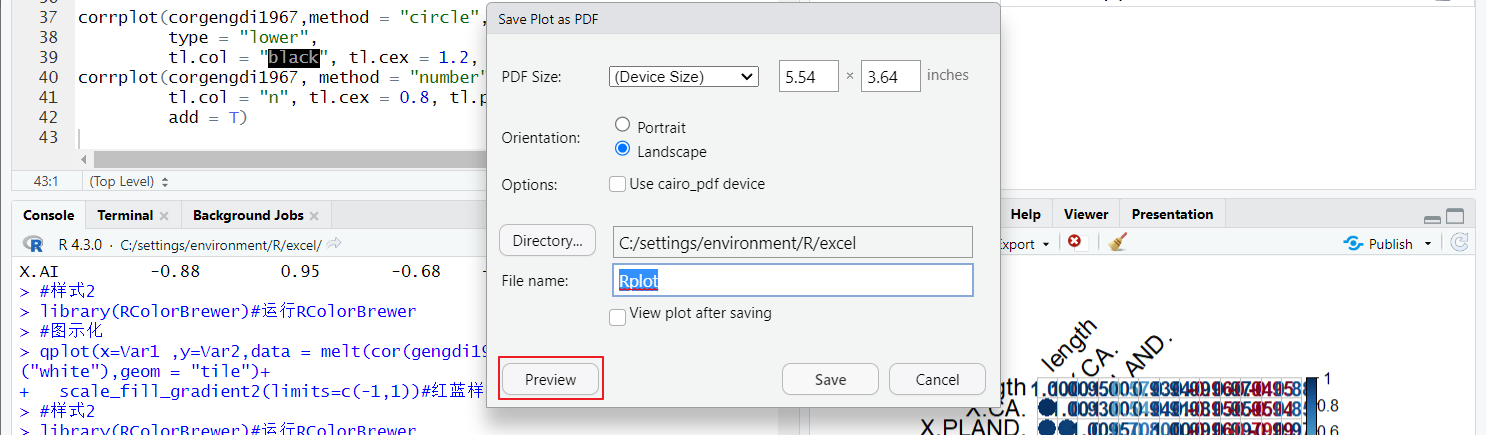 37 corrplot(corgengdi1967,method = "circle",
38 type = "lower",
39 tl.col = "black", tl.cex = 1.2,
40 corrplot(corgengdi1967, method = "number"
41 tl.col = "n", tl.cex = 0.8, tl.p
42 add = T)
43
43:1 (Top Level)
Console Terminal Background Jobs
R 4.3.0 · C:/settings/environment/R/excel/
X.AI -0.88 0.95 -0.68
> #样式2
> library(RColorBrewer)#运行RColorBrewer
> #图示化
> qplot(x=Var1 ,y=Var2,data = melt(cor(gengdi19
("white"),geom = "tile")+
+ scale_fill_gradient2(limits=c(-1,1))#红蓝样
> #样式2
> library(RColorBrewer)#运行RColorBrewer
Save Plot as PDF
PDF Size: (Device Size) 5.54 × 3.64 inches
Orientation: Portrait
Landscape
Options: Use cairo_pdf device
Directory... C:/settings/environment/R/excel
File name: Rplot
View plot after saving
Preview Save Cancel
Help Viewer Presentation
xport Publish
length
CA.
LAND.
gth
X.CA.
X.PLAND.
1
0.8
0.6